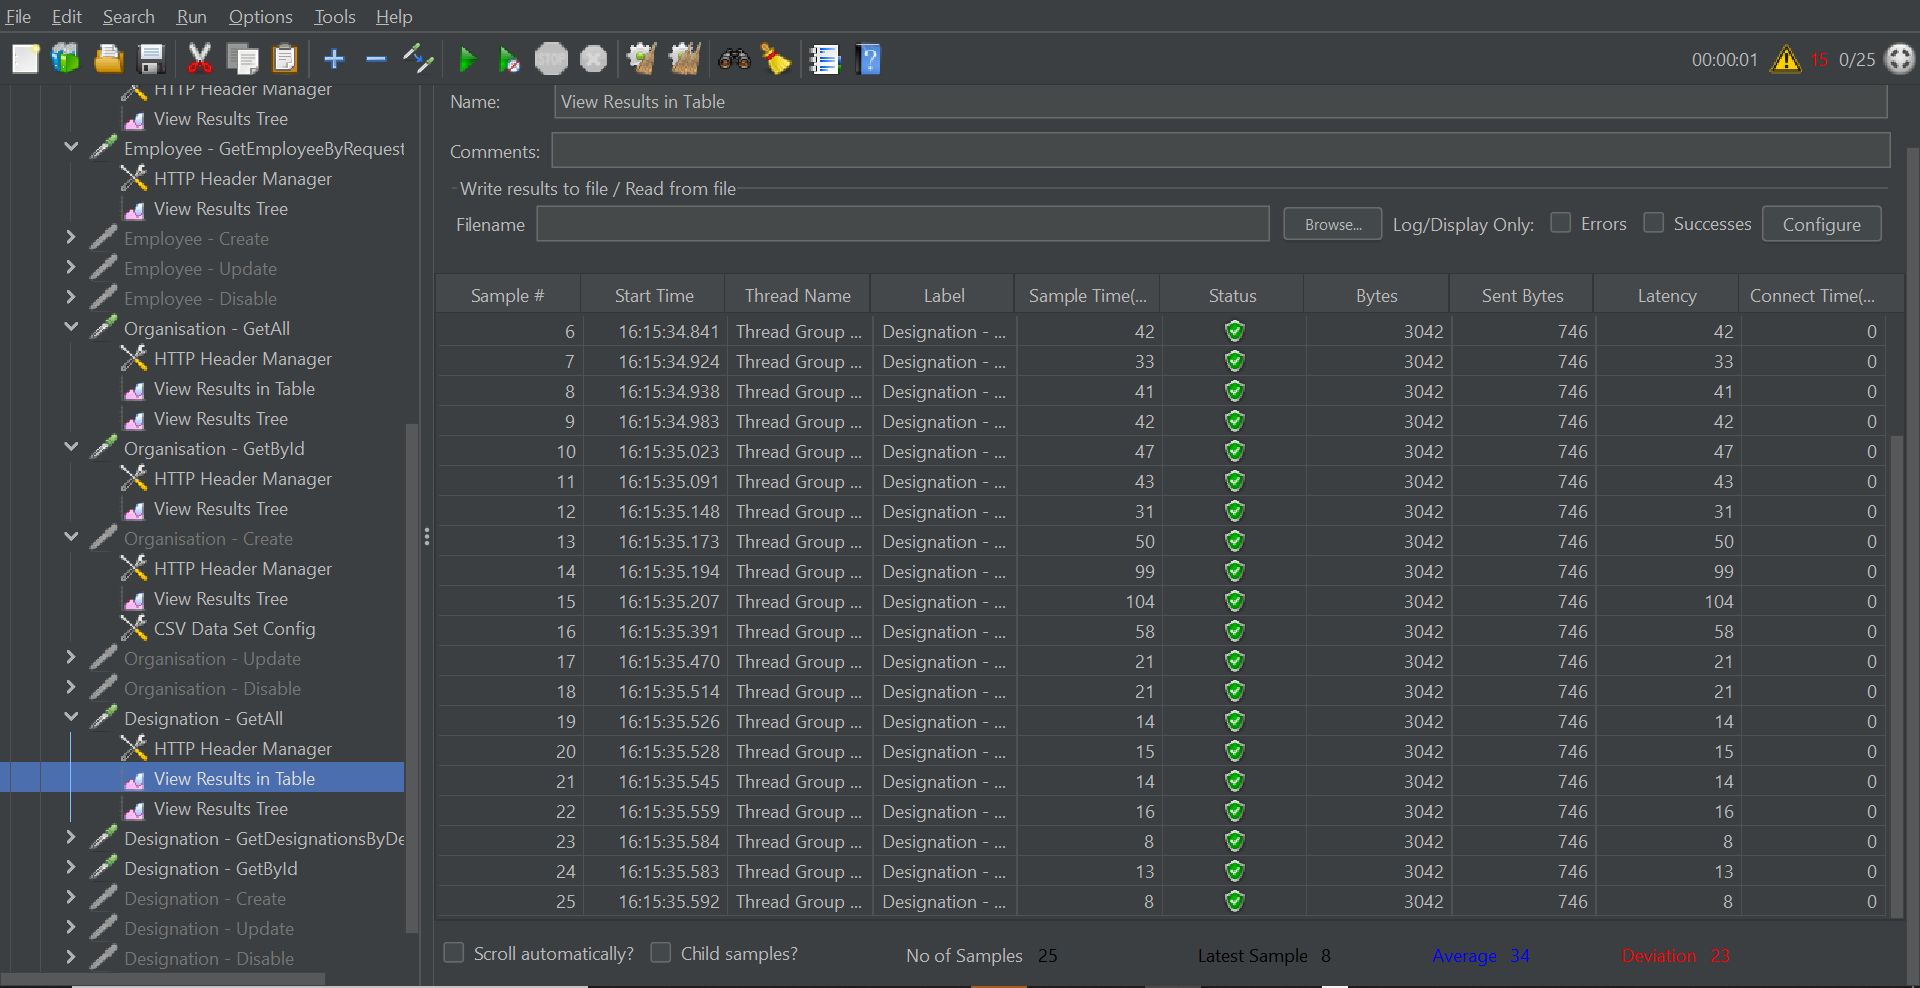 File Edit Search Run Options Tools Help
STOP
00:00:01 15 0/25
HTTP Header Manager
View Results Tree
Employee - GetEmployeeByRequest
HTTP Header Manager
View Results Tree
Employee - Create
Employee - Update
Employee - Disable
Organisation - GetAll
HTTP Header Manager
View Results in Table
View Results Tree
Organisation - GetById
HTTP Header Manager
View Results Tree
Organisation - Create
HTTP Header Manager
View Results Tree
CSV Data Set Config
Organisation - Update
Organisation - Disable
Designation - GetAll
HTTP Header Manager
View Results in Table
View Results Tree
Designation - GetDesignationsByDe
Designation - GetById
Designation - Create
Designation - Update
Designation - Disable
Name: View Results in Table
Comments:
Write results to file / Read from file
Filename Browse... Log/Display Only: Errors Successes Configure
Sample # Start Time Thread Name Label Sample Time(... Status Bytes Sent Bytes Latency Connect Time(...
6 16:15:34.841 Thread Group ... Designation - ... 42 3042 746 42 0
7 16:15:34.924 Thread Group ... Designation - ... 33 3042 746 33 0
8 16:15:34.938 Thread Group ... Designation - ... 41 3042 746 41 0
9 16:15:34.983 Thread Group ... Designation - ... 42 3042 746 42 0
10 16:15:35.023 Thread Group ... Designation - ... 47 3042 746 47 0
11 16:15:35.091 Thread Group ... Designation - ... 43 3042 746 43 0
12 16:15:35.148 Thread Group ... Designation - ... 31 3042 746 31 0
13 16:15:35.173 Thread Group ... Designation - ... 50 3042 746 50 0
14 16:15:35.194 Thread Group ... Designation - ... 99 3042 746 99 0
15 16:15:35.207 Thread Group ... Designation - ... 104 3042 746 104 0
16 16:15:35.391 Thread Group ... Designation - ... 58 3042 746 58 0
17 16:15:35.470 Thread Group ... Designation - ... 21 3042 746 21 0
18 16:15:35.514 Thread Group ... Designation - ... 21 3042 746 21 0
19 16:15:35.526 Thread Group ... Designation - ... 14 3042 746 14 0
20 16:15:35.528 Thread Group ... Designation - ... 15 3042 746 15 0
21 16:15:35.545 Thread Group ... Designation - ... 14 3042 746 14 0
22 16:15:35.559 Thread Group ... Designation - ... 16 3042 746 16 0
23 16:15:35.584 Thread Group ... Designation - ... 8 3042 746 8 0
24 16:15:35.583 Thread Group ... Designation - ... 13 3042 746 13 0
25 16:15:35.592 Thread Group ... Designation - ... 8 3042 746 8 0
Scroll automatically? Child samples? No of Samples 25 Latest Sample 8 Average 34 Deviation 23